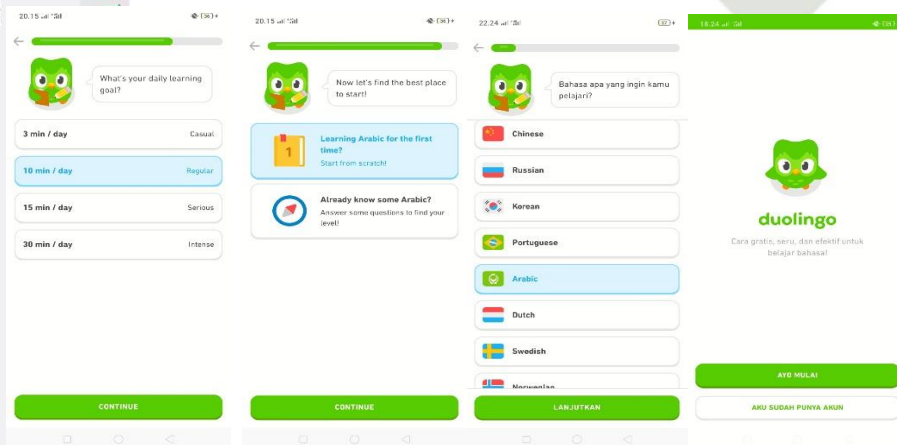 20.15
36
What's your daily learning
goal?
3 min / day Casual
10 min / day Regular
15 min / day Serious
30 min / day Intense
CONTINUE
20.15
36
Now let's find the best place
to start!
1
Learning Arabic for the first
time?
Start from scratch!
Already know some Arabic?
Answer some questions to find your
level!
CONTINUE
22.24
Bahasa apa yang ingin kamu
pelajari?
Chinese
Russian
Korean
Portuguese
Arabic
Dutch
Swedish
Norwegian
LANJUTKAN
duolingo
Cara gratis, seru, dan efektif untuk
belajar bahasa!
AYO MULAI
AKU SUDAH PUNYA AKUN